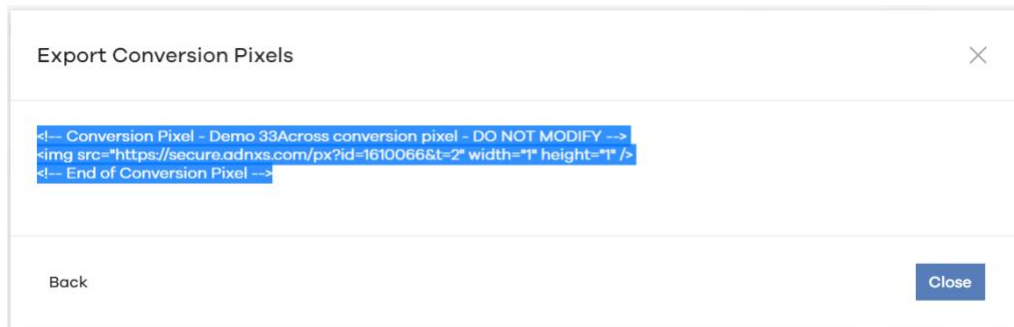 Export Conversion Pixels
<!-- Conversion Pixel - Demo 33Across conversion pixel - DO NOT MODIFY -->
<img src="https://secure.adnxs.com/px?id=1610066&t=2" width="1" height="1" />
<!-- End of Conversion Pixel -->
Back
Close